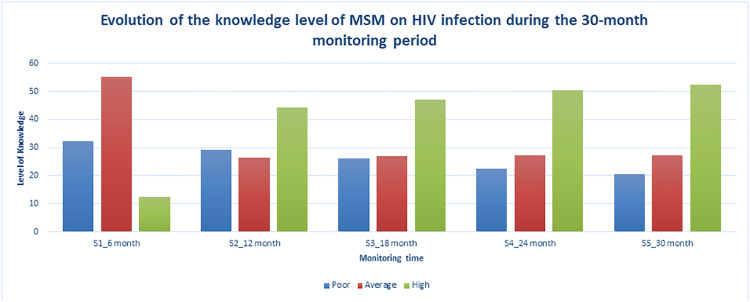 Evolution of the knowledge level of MSM on HIV infection during the 30-month
monitoring period
60
50
40
30
20
10
0
Level of Knowledge
S1_6 month S2_12 month S3_18 month S4_24 month S5_30 month
Monitoring time
Poor Average High